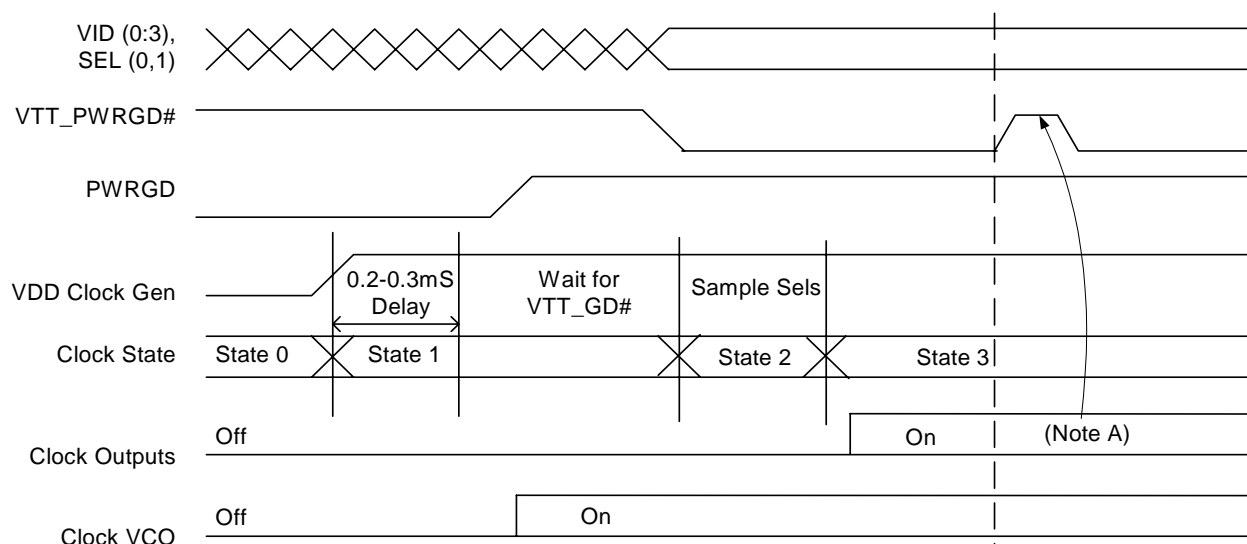 VID (0:3),
SEL (0,1)
VTT_PWRGD#
PWRGD
VDD Clock Gen
0.2-0.3mS
Delay
Wait for
VTT_GD#
Sample Sels
Clock State
State 0
State 1
State 2
State 3
Clock Outputs
Off
On
(Note A)
Clock VCO
Off
On